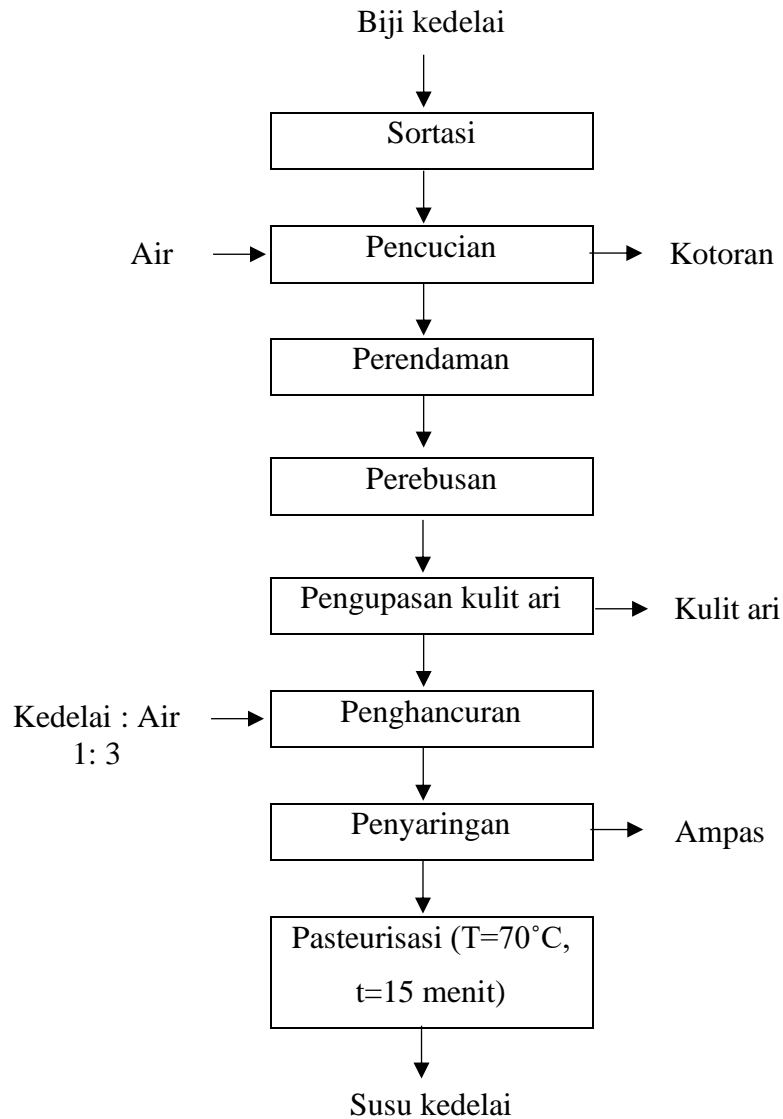 Biji kedelai
Sortasi
Air
Pencucian
Kotoran
Perendaman
Perebusan
Pengupasan kulit ari
Kulit ari
Kedelai : Air
1: 3
Penghancuran
Penyaringan
Ampas
Pasteurisasi (T=70˚C,
t=15 menit)
Susu kedelai